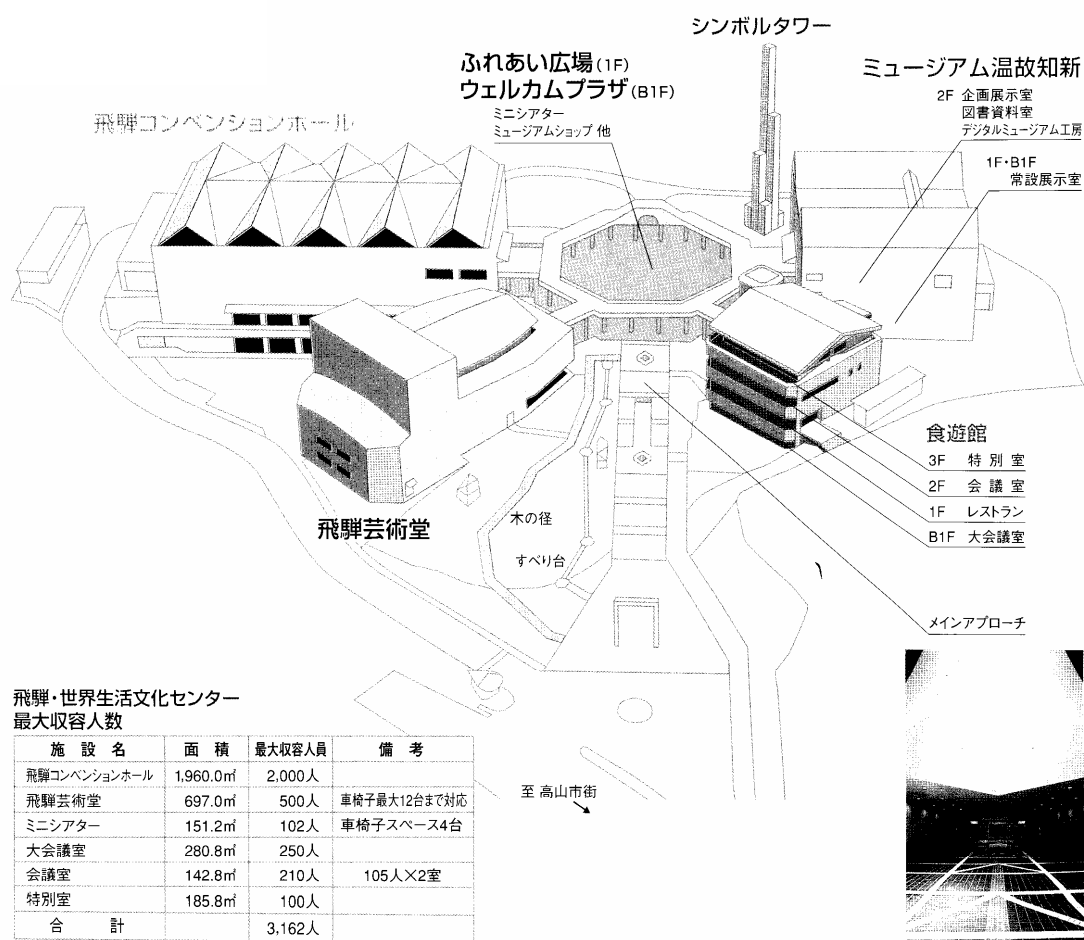 シンボルタワー
ふれあい広場(1F)
ウェルカムプラザ(B1F)
ミニシアター
ミュージアムショップ 他
ミュージアム温故知新
2F 企画展示室
図書資料室
デジタルミュージアム工房
1F・B1F
常設展示室
飛騨コンベンションホール
飛騨芸術堂
木の径
すべり台
食遊館
3F 特別室
2F 会議室
1F レストラン
B1F 大会議室
メインアプローチ
至 高山市街
飛騨・世界生活文化センター
最大収容人数
施設名 面積 最大収容人員 備考
飛騨コンベンションホール 1,960.0㎡ 2,000人
飛騨芸術堂 697.0㎡ 500人 車椅子最大12台まで対応
ミニシアター 151.2㎡ 102人 車椅子スペース4台
大会議室 280.8㎡ 250人
会議室 142.8㎡ 210人 105人×2室
特別室 185.8㎡ 100人
合計 3,162人